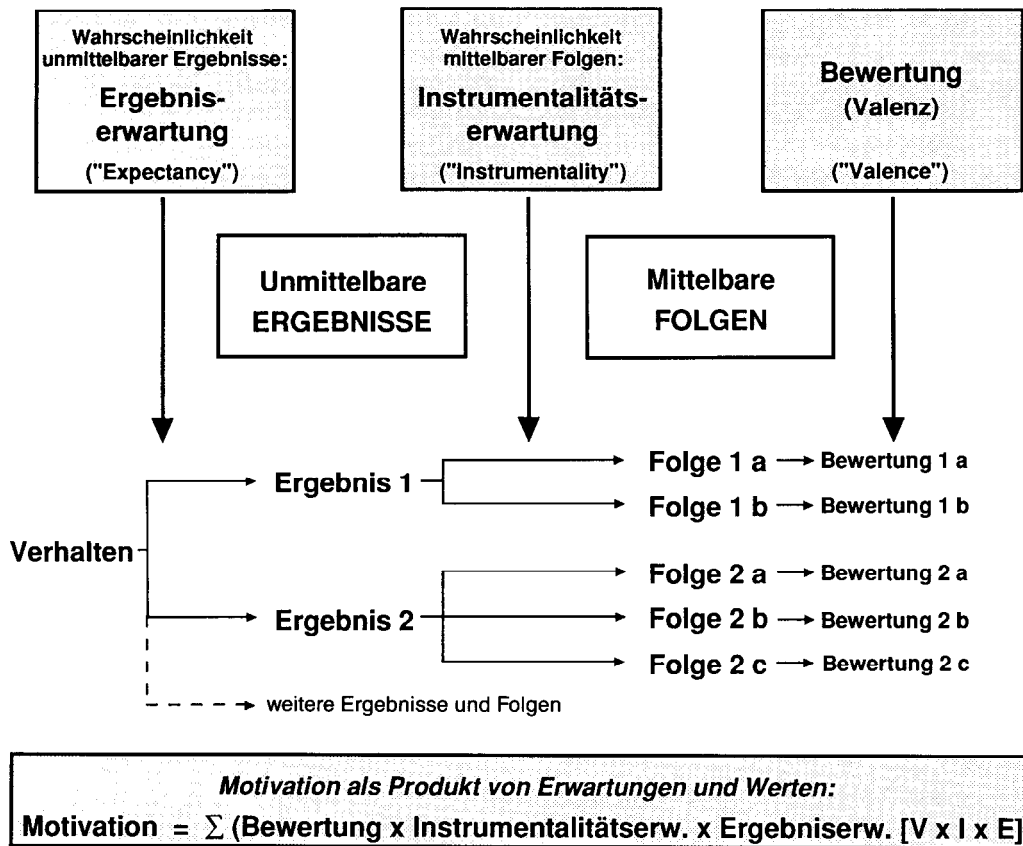 Wahrscheinlichkeit
unmittelbarer Ergebnisse:
Ergebnis-
erwartung
("Expectancy")
Wahrscheinlichkeit
mittelbarer Folgen:
Instrumentalitäts-
erwartung
("Instrumentality")
Bewertung
(Valenz)
("Valence")
Unmittelbare
ERGEBNISSE
Mittelbare
FOLGEN
Verhalten
Ergebnis 1
Folge 1 a
Bewertung 1 a
Folge 1 b
Bewertung 1 b
Ergebnis 2
Folge 2 a
Bewertung 2 a
Folge 2 b
Bewertung 2 b
Folge 2 c
Bewertung 2 c
weitere Ergebnisse und Folgen
Motivation als Produkt von Erwartungen und Werten:
Motivation = Σ (Bewertung x Instrumentalitätserw. x Ergebniserw. [V x I x E]